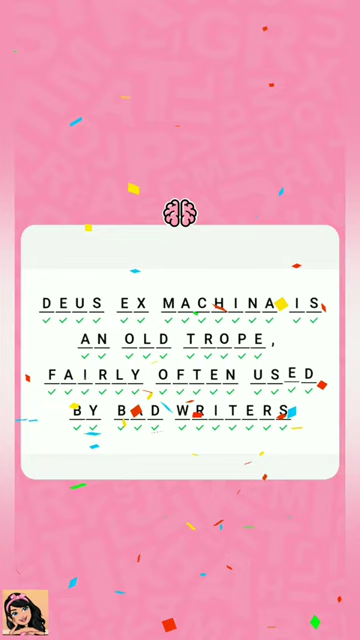 DEUS EX MACHINA IS
AN OLD TROPE,
FAIRLY OFTEN USED
BY BAD WRITERS